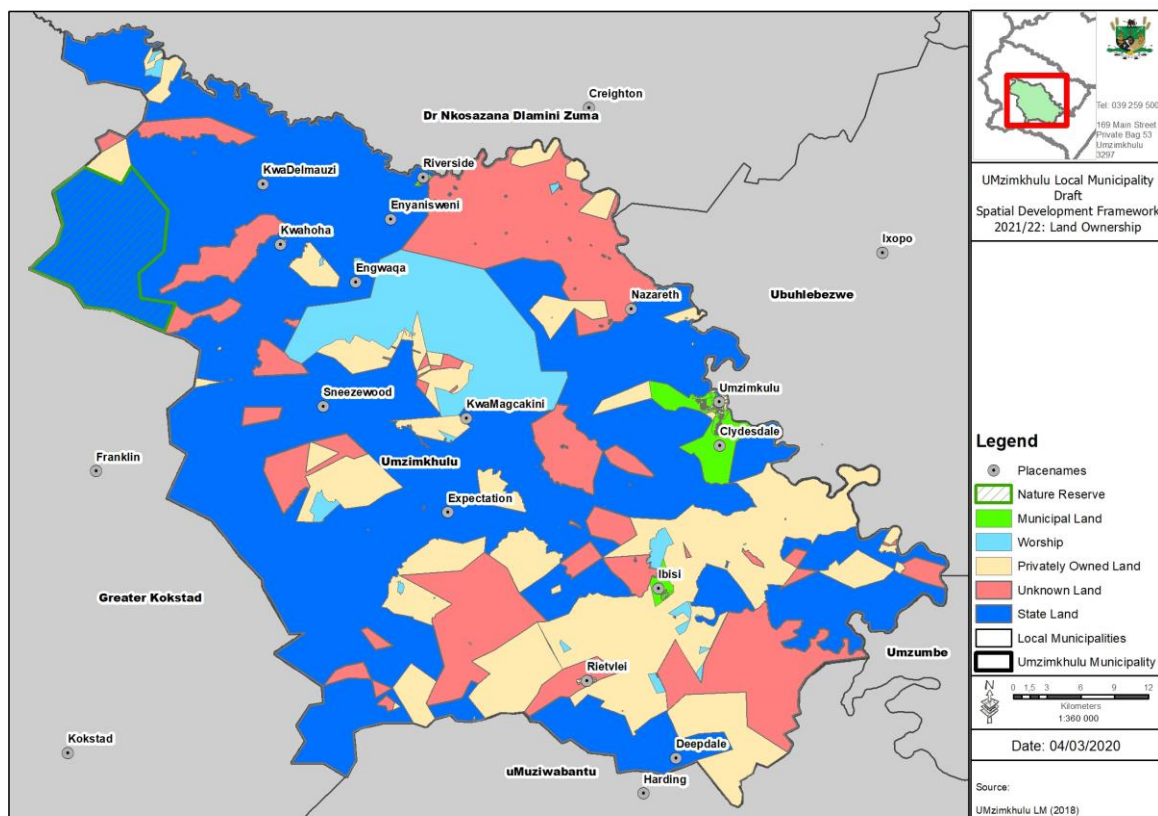 Creighton
Dr Nkosazana Dlamini Zuma
Riverside
KwaDelmauzi
Enyanisweni
Kwahoha
Ixopo
Engwaqa
Ubuhlebezwe
Nazareth
Sneezewood
Umzimkulu
KwaMagcakini
Clydesdale
Franklin
Umzimkhulu
Expectation
Ibisi
Greater Kokstad
Umzumbe
Rietvlei
Kokstad
Deepdale
uMuziwabantu
Harding
Tel: 039 259 500
169 Main Street
Private Bag 53
Umzimkulu
3297
UMzimkhulu Local Municipality
Draft
Spatial Development Framework
2021/22: Land Ownership
Legend
Placenames
Nature Reserve
Municipal Land
Worship
Privately Owned Land
Unknown Land
State Land
Local Municipalities
Umzimkhulu Municipality
N
0 1,5 3 6 9 12
Kilometers
1:360 000
Date: 04/03/2020
Source:
UMzimkhulu LM (2018)